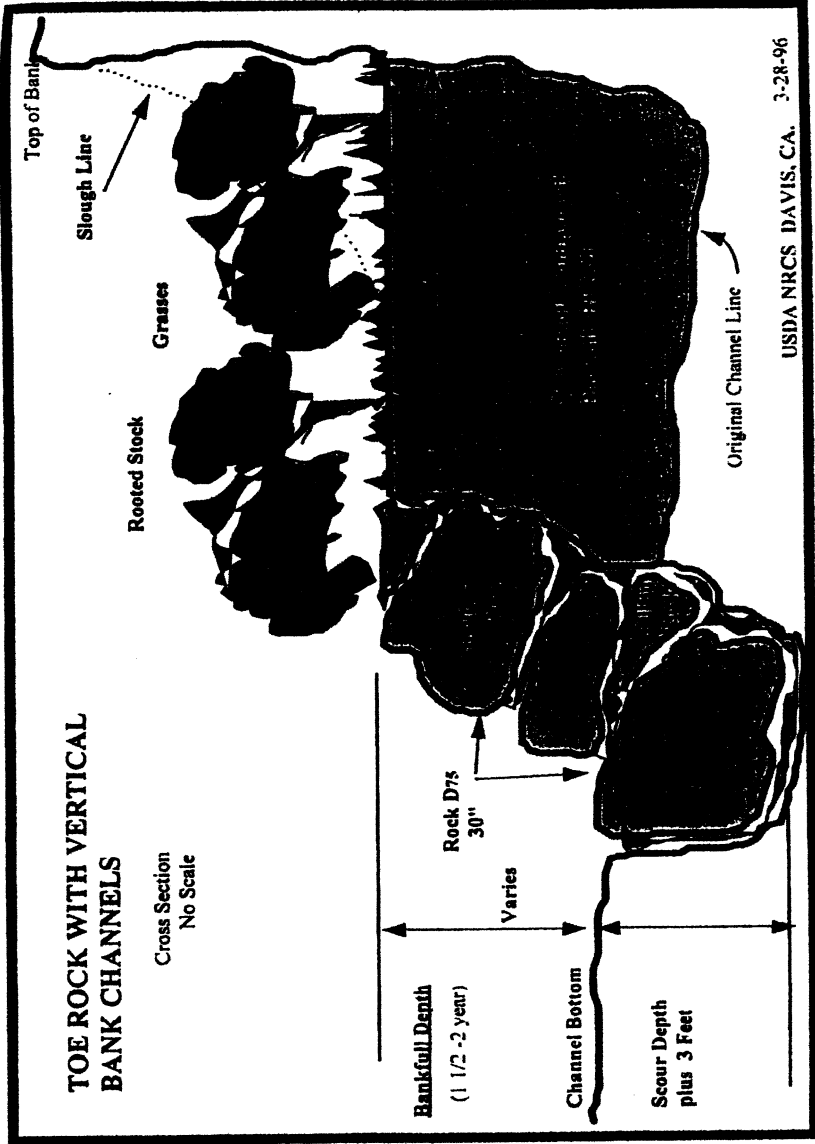 TOE ROCK WITH VERTICAL
BANK CHANNELS
Cross Section
No Scale
Top of Bank
Slough Line
Grasses
Rooted Stock
Bankfull Depth
(1 1/2 -2 year)
Varies
Rock D75
30"
Channel Bottom
Scour Depth
plus 3 Feet
Original Channel Line
USDA NRCS DAVIS, CA. 3-28-96